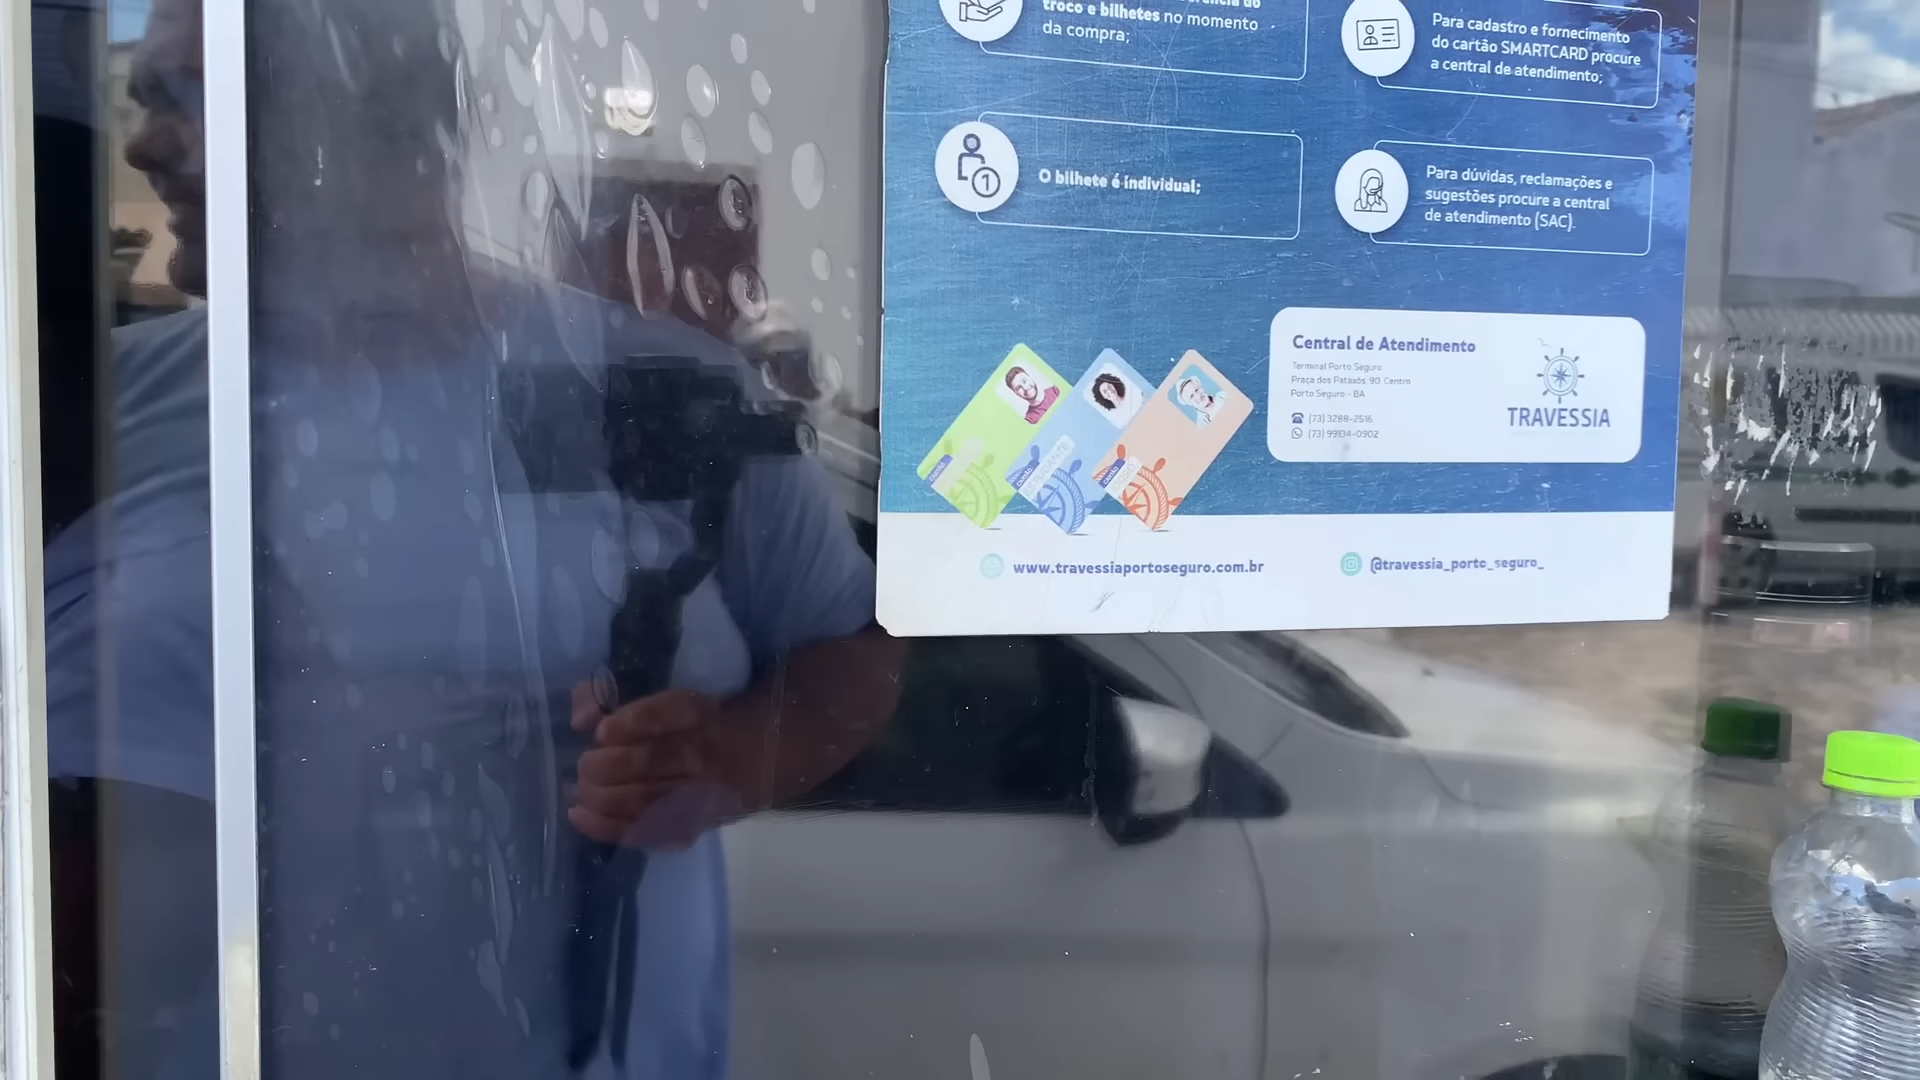 troco e bilhetes no momento
da compra;
Para cadastro e fornecimento
do cartão SMARTCARD procure
a central de atendimento;
1
O bilhete é individual;
Para dúvidas, reclamações e
sugestões procure a central
de atendimento (SAC).
Central de Atendimento
Terminal Porto Seguro
Praça dos Pataxós, 90 Centro
Porto Seguro - BA
(73) 3288-2516
(73) 99134-0902
TRAVESSIA
www.travessiaportoseguro.com.br
@travessia_porto_seguro_